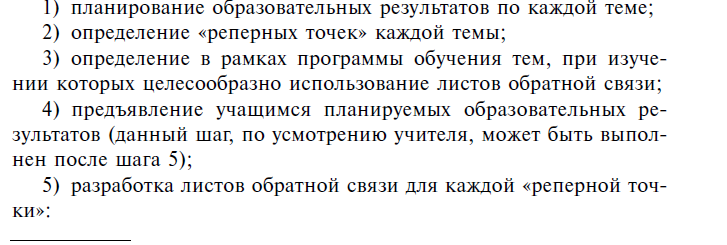 1) планирование образовательных результатов по каждой теме;
2) определение «реперных точек» каждой темы;
3) определение в рамках программы обучения тем, при изуче-
нии которых целесообразно использование листов обратной связи;
4) предъявление учащимся планируемых образовательных ре-
зультатов (данный шаг, по усмотрению учителя, может быть выпол-
нен после шага 5);
5) разработка листов обратной связи для каждой «реперной точ-
ки»: